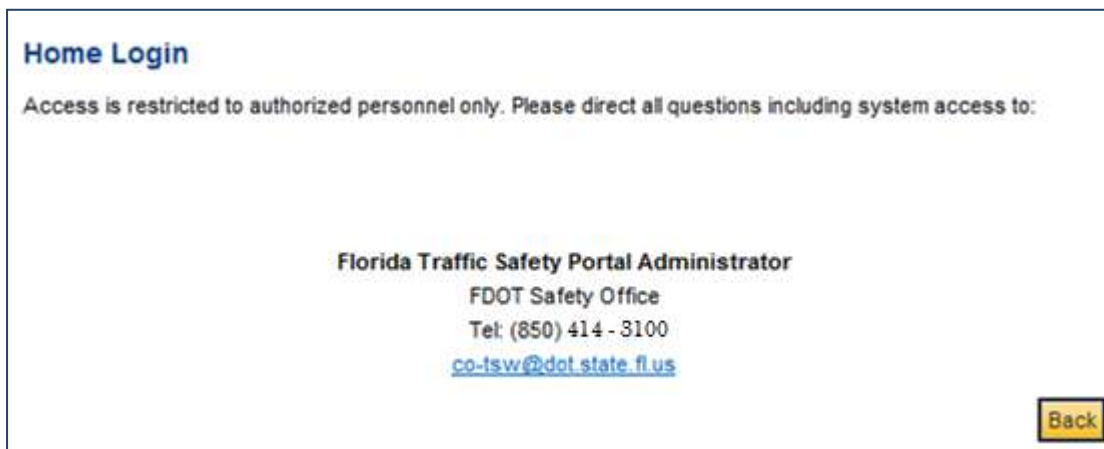 Home Login
Access is restricted to authorized personnel only. Please direct all questions including system access to:
Florida Traffic Safety Portal Administrator
FDOT Safety Office
Tel: (850) 414 - 3100
co-tsw@dot.state.fl.us
Back